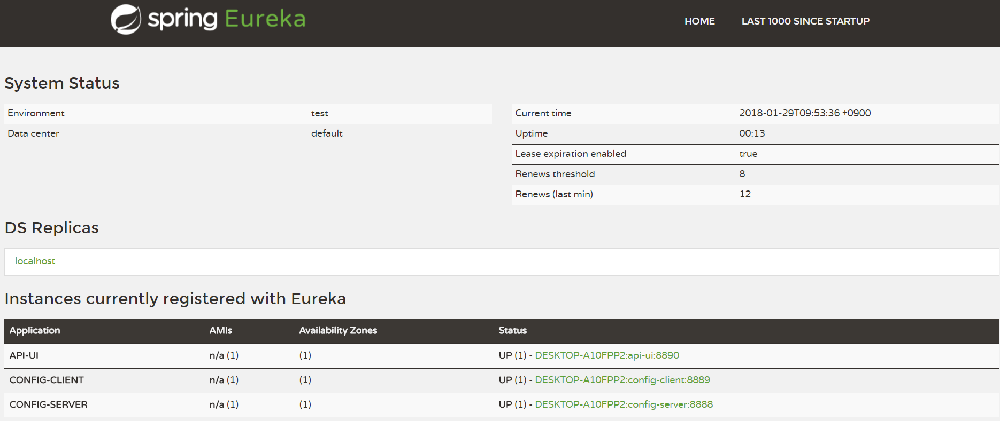 spring Eureka
HOME LAST 1000 SINCE STARTUP
System Status
Environment test
Data center default
Current time 2018-01-29T09:53:36 +0900
Uptime 00:13
Lease expiration enabled true
Renews threshold 8
Renews (last min) 12
DS Replicas
localhost
Instances currently registered with Eureka
Application AMIs Availability Zones Status
API-UI n/a (1) (1) UP (1) - DESKTOP-A10FPP2:api-ui:8890
CONFIG-CLIENT n/a (1) (1) UP (1) - DESKTOP-A10FPP2:config-client:8889
CONFIG-SERVER n/a (1) (1) UP (1) - DESKTOP-A10FPP2:config-server:8888